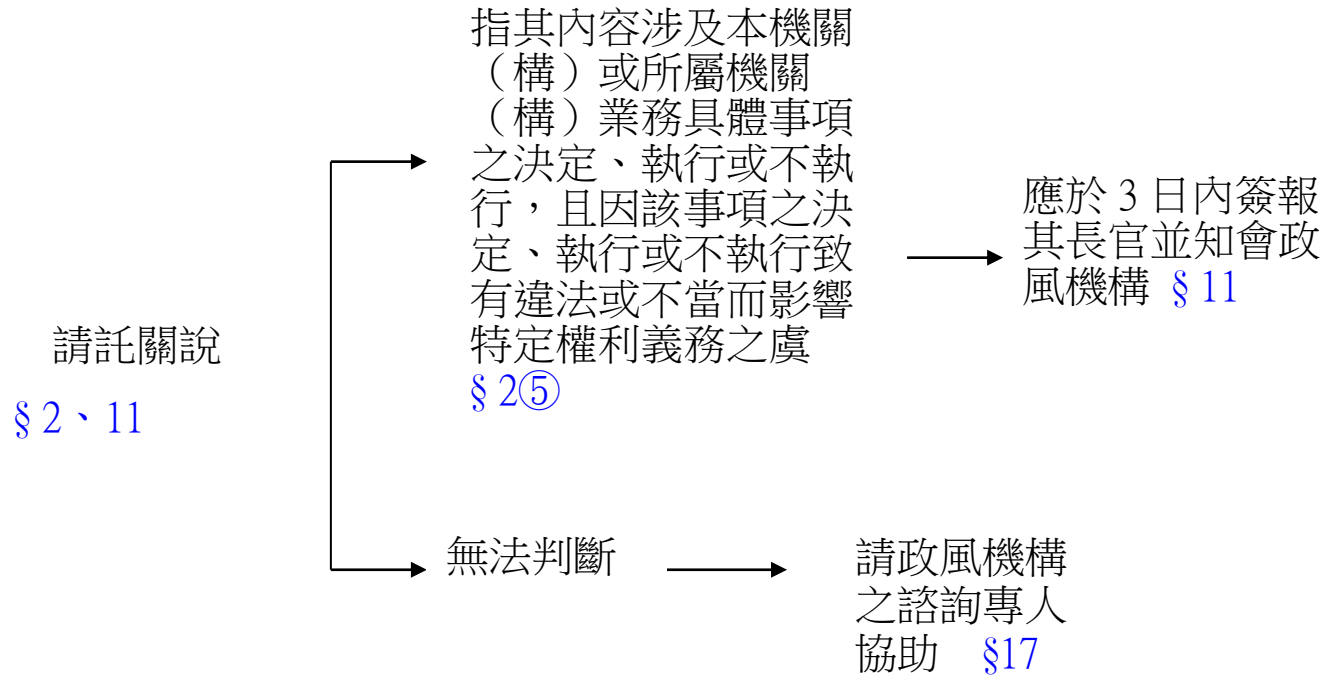 請託關說
§ 2、11
指其內容涉及本機關
（構）或所屬機關
（構）業務具體事項
之決定、執行或不執
行，且因該事項之決
定、執行或不執行致
有違法或不當而影響
特定權利義務之虞
§ 2⑤
應於 3 日內簽報
其長官並知會政
風機構 § 11
無法判斷
請政風機構
之諮詢專人
協助 §17